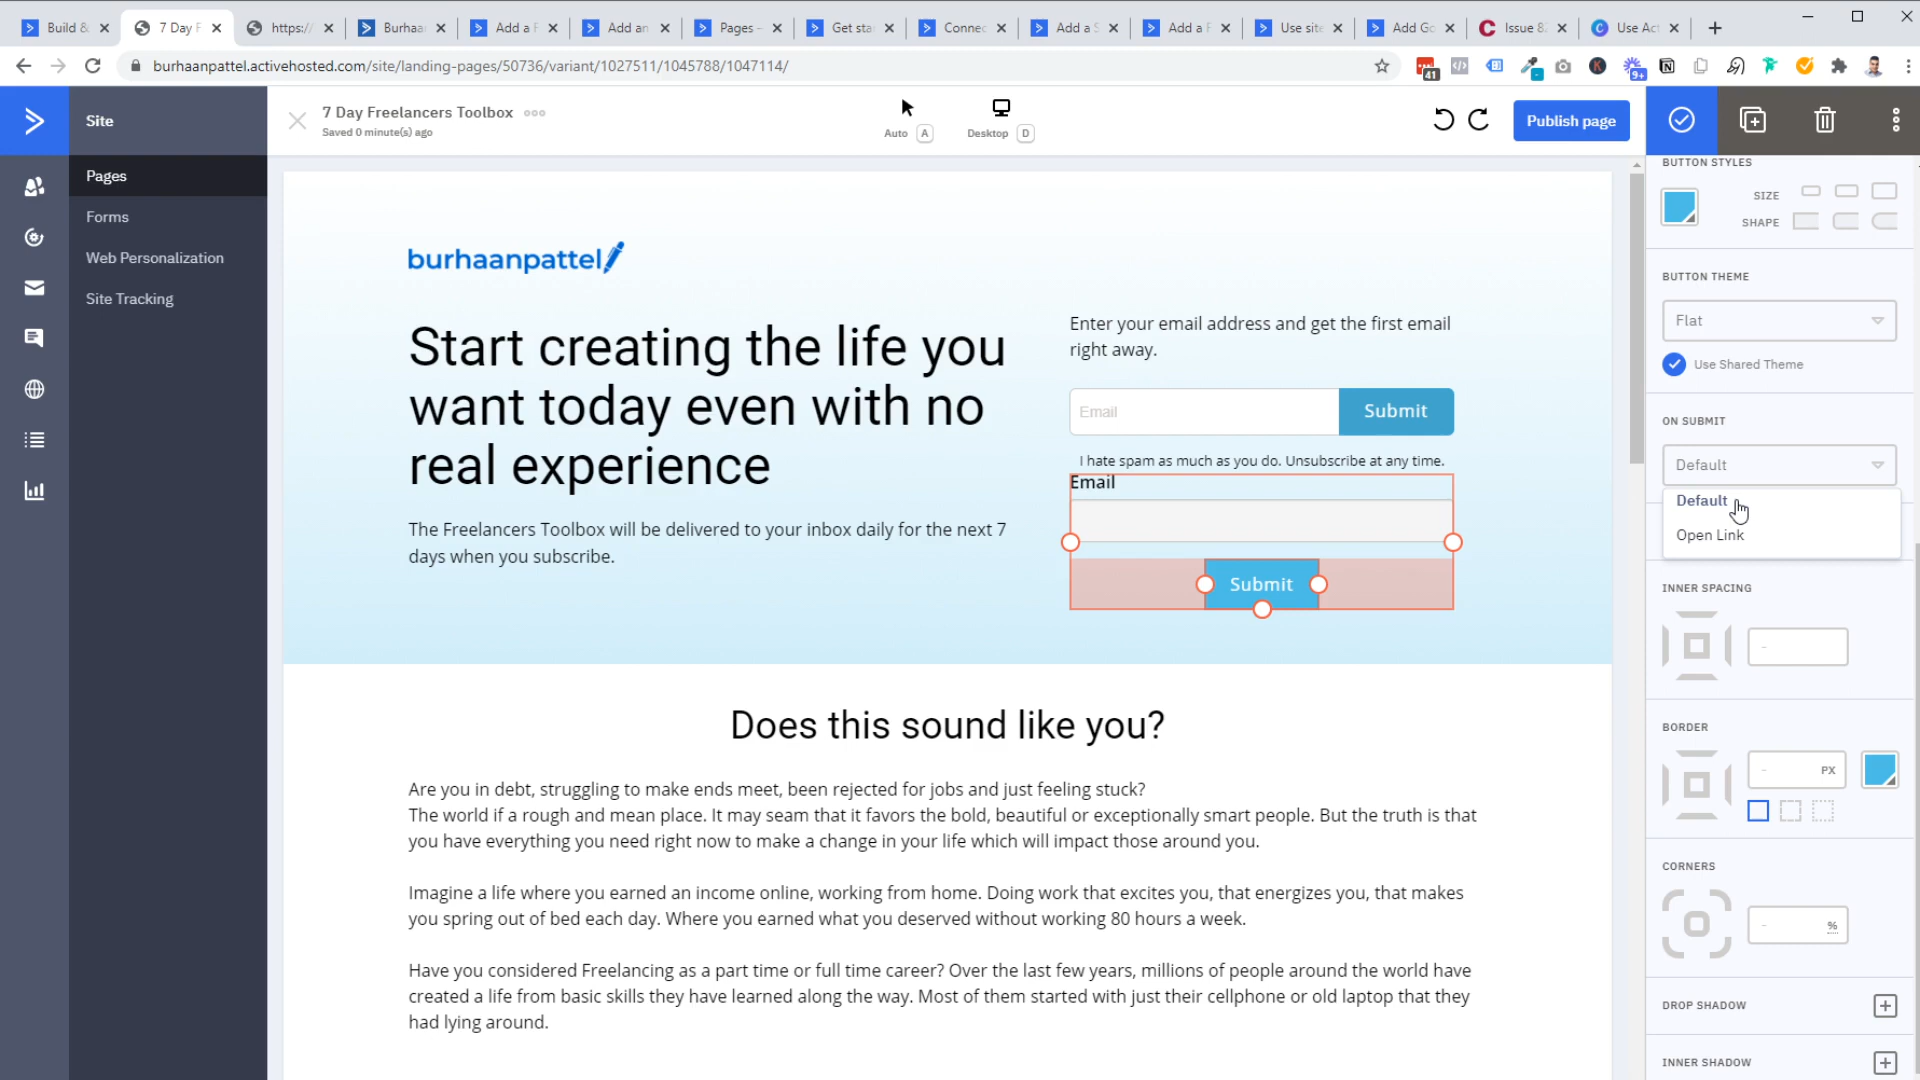 Build &
7 Day F
https:/
Burhaa
Add a F
Add an
Pages -
Get sta
Connec
Add a S
Add a F
Use site
Add Go
Issue 8
Use Act
burhaanpattel.activehosted.com/site/landing-pages/50736/variant/1027511/1045788/1047114/
41
9+
Site
Pages
Forms
Web Personalization
Site Tracking
7 Day Freelancers Toolbox
Saved 0 minute(s) ago
Auto A
Desktop D
Publish page
burhaanpattel
Start creating the life you
want today even with no
real experience
The Freelancers Toolbox will be delivered to your inbox daily for the next 7
days when you subscribe.
Enter your email address and get the first email
right away.
Email
Submit
I hate spam as much as you do. Unsubscribe at any time.
Email
Submit
Does this sound like you?
Are you in debt, struggling to make ends meet, been rejected for jobs and just feeling stuck?
The world if a rough and mean place. It may seam that it favors the bold, beautiful or exceptionally smart people. But the truth is that
you have everything you need right now to make a change in your life which will impact those around you.
Imagine a life where you earned an income online, working from home. Doing work that excites you, that energizes you, that makes
you spring out of bed each day. Where you earned what you deserved without working 80 hours a week.
Have you considered Freelancing as a part time or full time career? Over the last few years, millions of people around the world have
created a life from basic skills they have learned along the way. Most of them started with just their cellphone or old laptop that they
had lying around.
BUTTON STYLES
SIZE
SHAPE
BUTTON THEME
Flat
Use Shared Theme
ON SUBMIT
Default
Default
Open Link
INNER SPACING
-
BORDER
- PX
CORNERS
- %
DROP SHADOW
INNER SHADOW